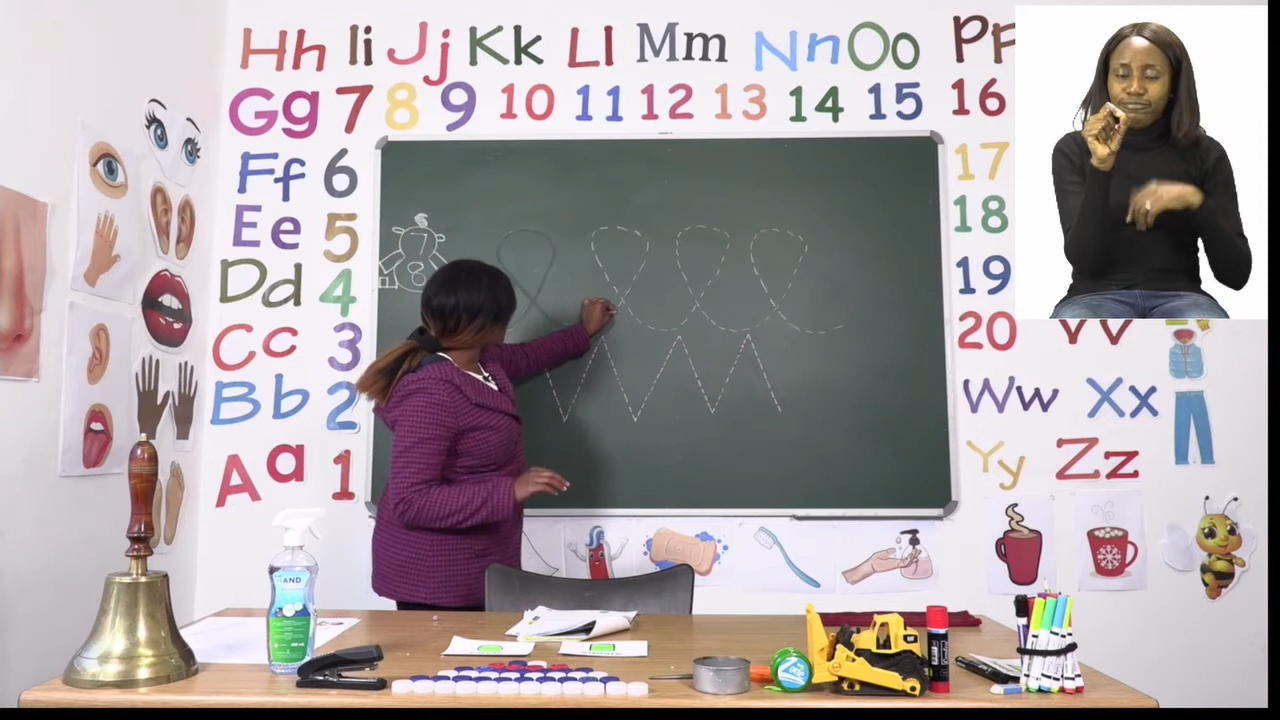 Hh Ii Jj Kk Ll Mm Nn Oo
Gg 7 8 9 10 11 12 13 14 15 16
Ff 6 17
Ee 5 18
Dd 4 19
Cc 3 20
Bb 2 Ww Xx
Aa 1 Yy Zz
7
8